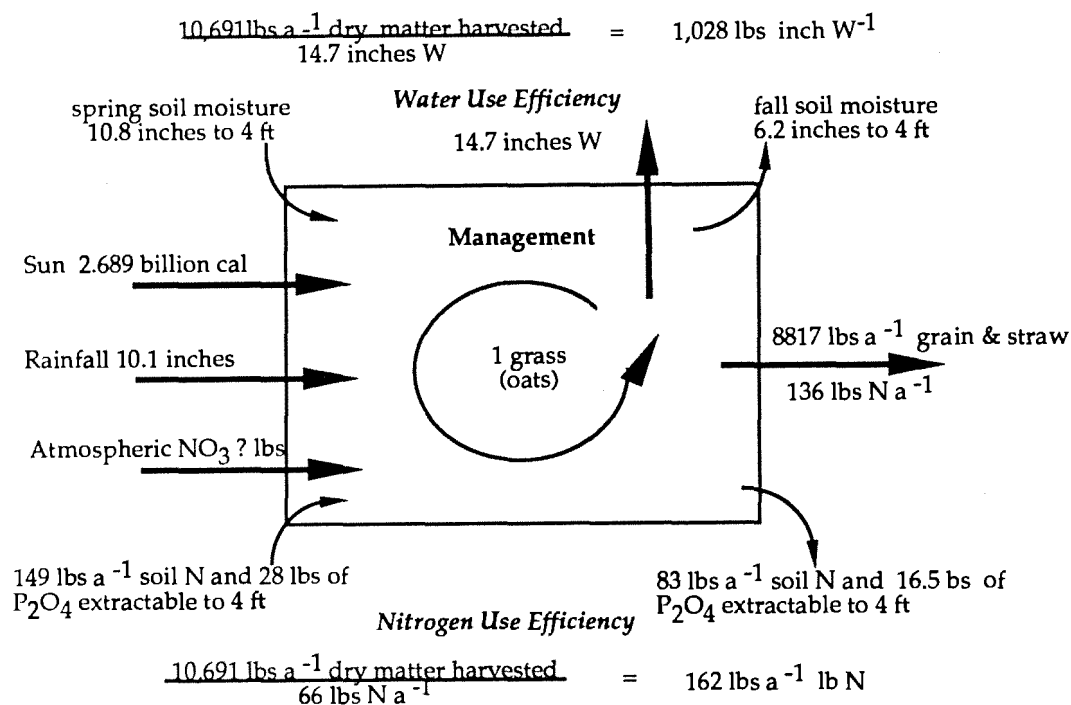 10,691lbs a -1 dry matter harvested = 1,028 lbs inch W-1
14.7 inches W
Water Use Efficiency
spring soil moisture
10.8 inches to 4 ft
14.7 inches W
fall soil moisture
6.2 inches to 4 ft
Management
Sun 2.689 billion cal
Rainfall 10.1 inches
1 grass
(oats)
8817 lbs a -1 grain & straw
136 lbs N a -1
Atmospheric NO3 ? lbs
149 lbs a -1 soil N and 28 lbs of
P2O4 extractable to 4 ft
83 lbs a -1 soil N and 16.5 bs of
P2O4 extractable to 4 ft
Nitrogen Use Efficiency
10,691 lbs a -1 dry matter harvested = 162 lbs a -1 lb N
66 lbs N a -1